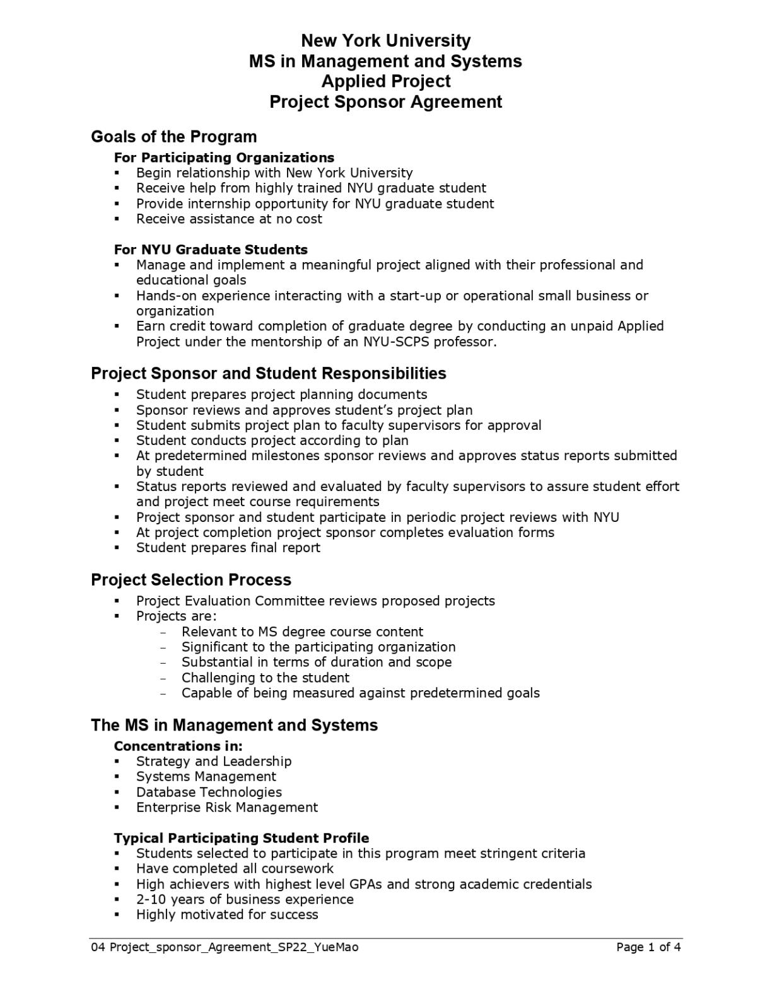 New York University
MS in Management and Systems
Applied Project
Project Sponsor Agreement
Goals of the Program
For Participating Organizations
▪ Begin relationship with New York University
▪ Receive help from highly trained NYU graduate student
▪ Provide internship opportunity for NYU graduate student
▪ Receive assistance at no cost
For NYU Graduate Students
▪ Manage and implement a meaningful project aligned with their professional and
educational goals
▪ Hands-on experience interacting with a start-up or operational small business or
organization
▪ Earn credit toward completion of graduate degree by conducting an unpaid Applied
Project under the mentorship of an NYU-SCPS professor.
Project Sponsor and Student Responsibilities
▪ Student prepares project planning documents
▪ Sponsor reviews and approves student’s project plan
▪ Student submits project plan to faculty supervisors for approval
▪ Student conducts project according to plan
▪ At predetermined milestones sponsor reviews and approves status reports submitted
by student
▪ Status reports reviewed and evaluated by faculty supervisors to assure student effort
and project meet course requirements
▪ Project sponsor and student participate in periodic project reviews with NYU
▪ At project completion project sponsor completes evaluation forms
▪ Student prepares final report
Project Selection Process
▪ Project Evaluation Committee reviews proposed projects
▪ Projects are:
– Relevant to MS degree course content
– Significant to the participating organization
– Substantial in terms of duration and scope
– Challenging to the student
– Capable of being measured against predetermined goals
The MS in Management and Systems
Concentrations in:
▪ Strategy and Leadership
▪ Systems Management
▪ Database Technologies
▪ Enterprise Risk Management
Typical Participating Student Profile
▪ Students selected to participate in this program meet stringent criteria
▪ Have completed all coursework
▪ High achievers with highest level GPAs and strong academic credentials
▪ 2-10 years of business experience
▪ Highly motivated for success
04 Project_sponsor_Agreement_SP22_YueMao Page 1 of 4